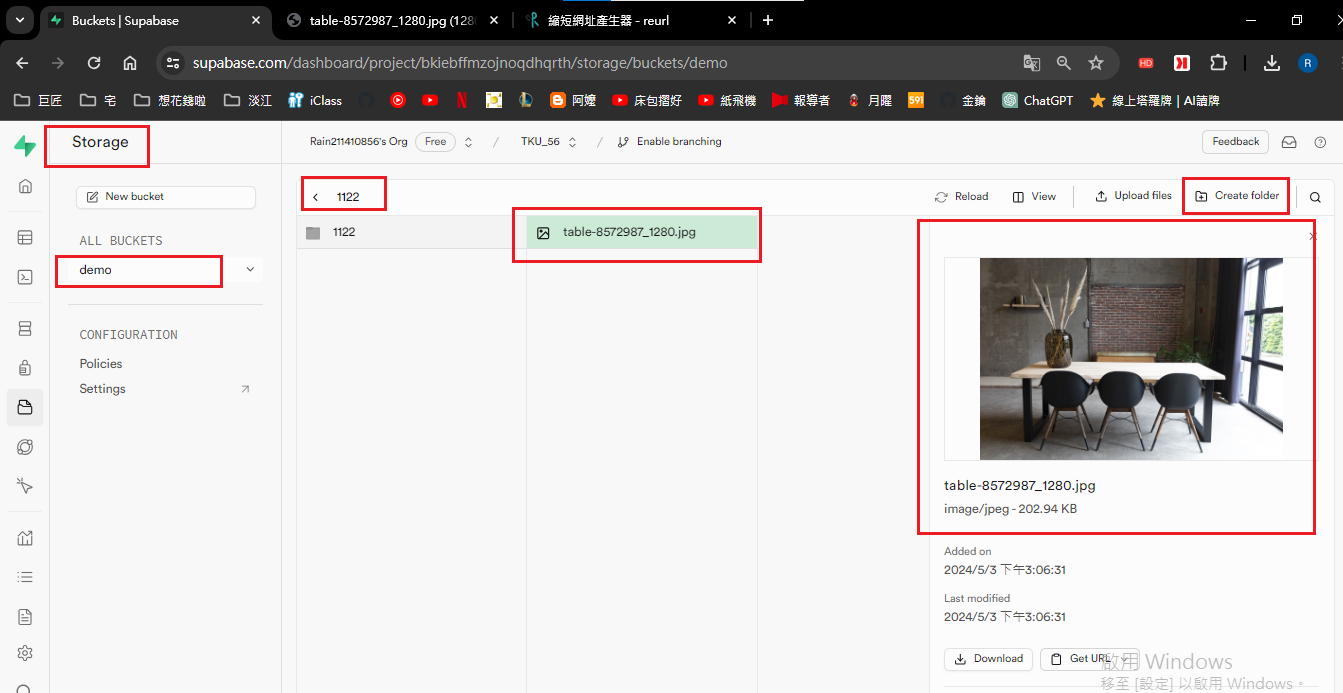 Buckets | Supabase
table-8572987_1280.jpg (128
縮短網址產生器 - reurl
supabase.com/dashboard/project/bkiebffmzojnoqdhqrth/storage/buckets/demo
HD
R
巨匠 宅 想花錢啦 淡江 iClass 阿嬤 床包摺好 紙飛機 報導者 月曜 591 金鑰 ChatGPT 線上塔羅牌 | AI讀牌
Storage
Rain211410856's Org Free / TKU_56 / Enable branching
Feedback
New bucket
1122
Reload View Upload files Create folder
ALL BUCKETS
demo
1122
table-8572987_1280.jpg
CONFIGURATION
Policies
Settings
table-8572987_1280.jpg
image/jpeg - 202.94 KB
Added on
2024/5/3 下午3:06:31
Last modified
2024/5/3 下午3:06:31
Download Get URL
啟用 Windows
移至 [設定] 以啟用 Windows。